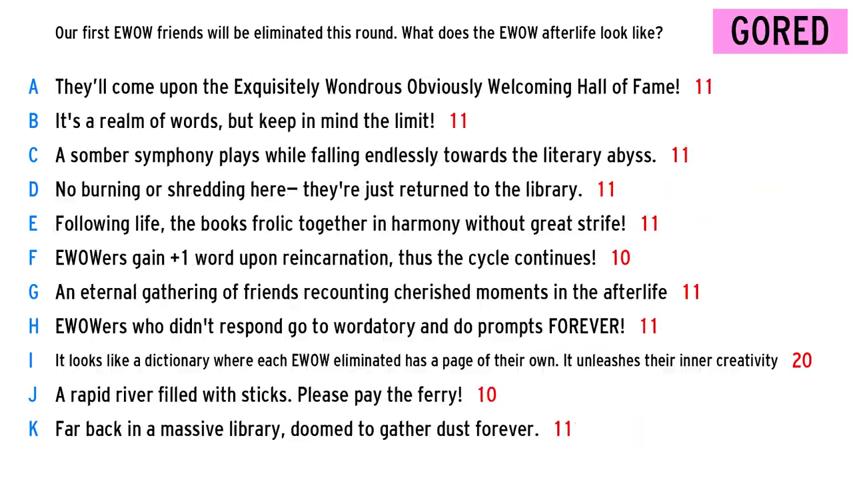 Our first EWOW friends will be eliminated this round. What does the EWOW afterlife look like?
GORED
A They'll come upon the Exquisitely Wondrous Obviously Welcoming Hall of Fame! 11
B It's a realm of words, but keep in mind the limit! 11
C A somber symphony plays while falling endlessly towards the literary abyss. 11
D No burning or shredding here— they're just returned to the library. 11
E Following life, the books frolic together in harmony without great strife! 11
F EWOWers gain +1 word upon reincarnation, thus the cycle continues! 10
G An eternal gathering of friends recounting cherished moments in the afterlife 11
H EWOWers who didn't respond go to wordatory and do prompts FOREVER! 11
I It looks like a dictionary where each EWOW eliminated has a page of their own. It unleashes their inner creativity 20
J A rapid river filled with sticks. Please pay the ferry! 10
K Far back in a massive library, doomed to gather dust forever. 11